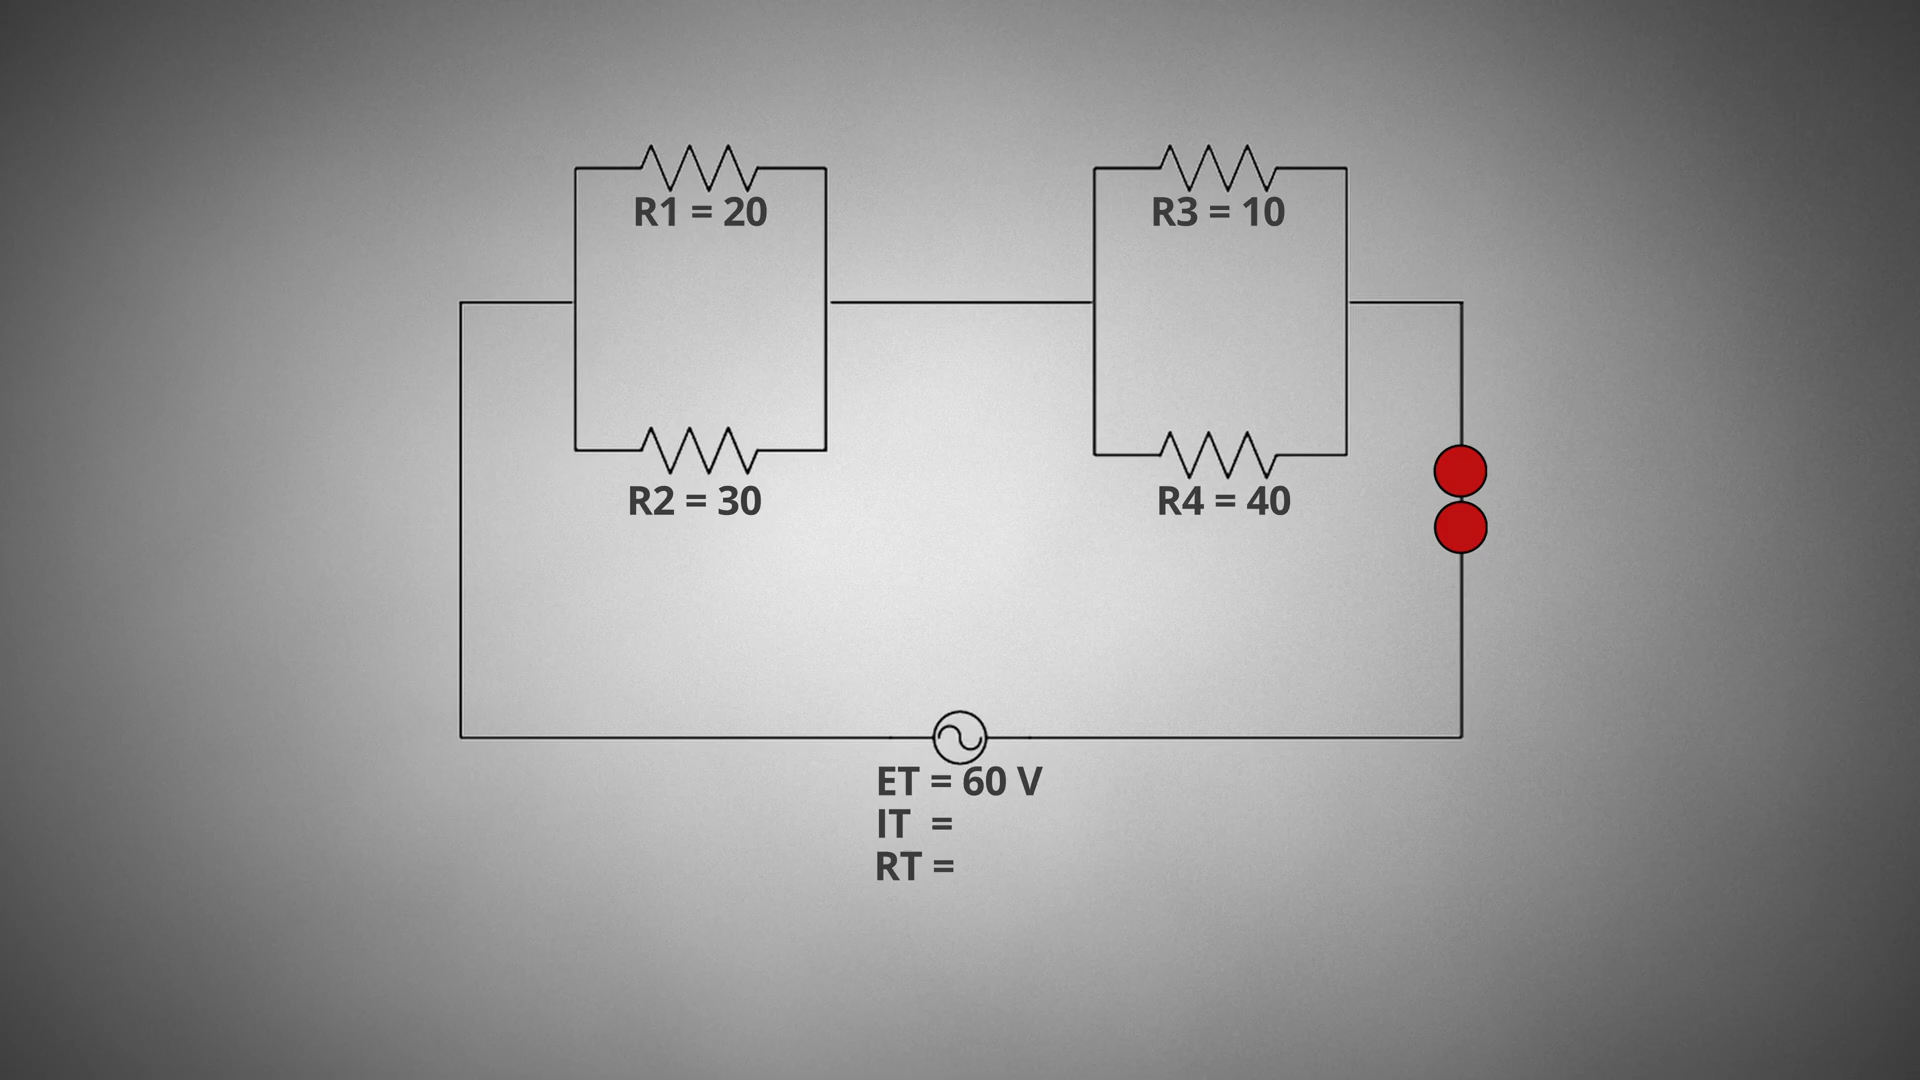 R1 = 20
R3 = 10
R2 = 30
R4 = 40
ET = 60 V
IT =
RT =